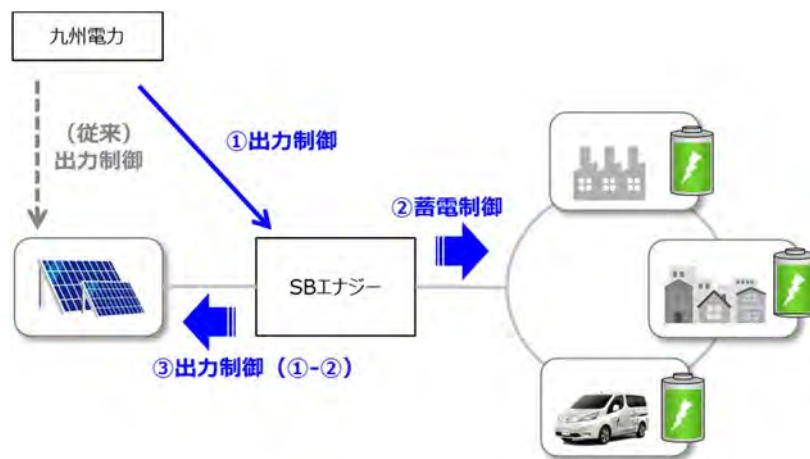 九州電力
(従来)
出力制御
①出力制御
②蓄電制御
SBエナジー
③出力制御（①-②）